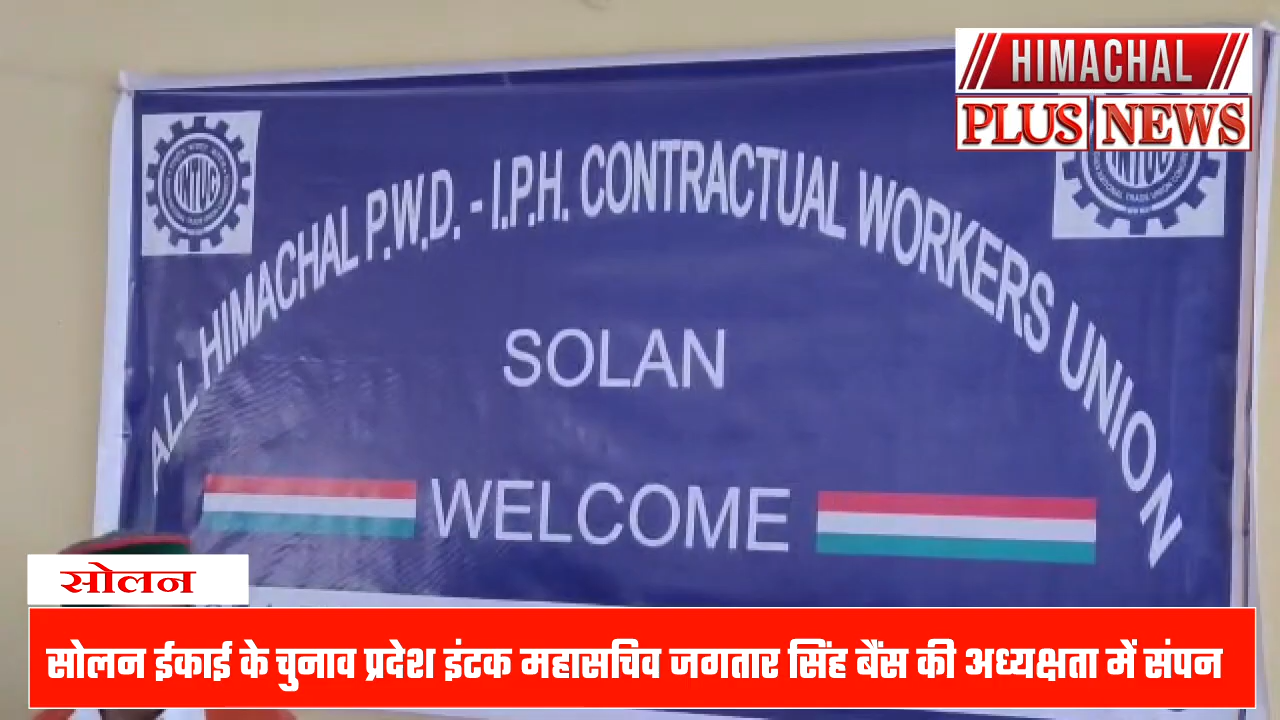 HIMACHAL
PLUS NEWS
INTUC
ALL HIMACHAL P.W.D. - I.P.H. CONTRACTUAL WORKERS UNION
SOLAN
WELCOME
सोलन
सोलन ईकाई के चुनाव प्रदेश इंटक महासचिव जगतार सिंह बैंस की अध्यक्षता में संपन